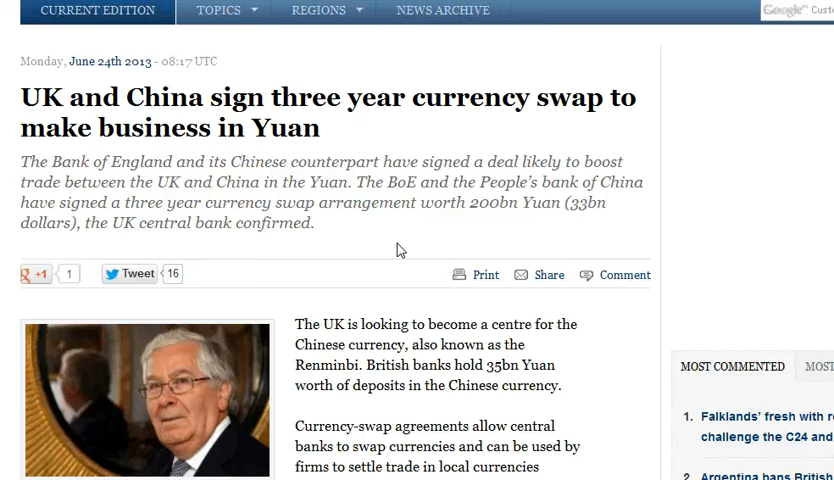 CURRENT EDITION TOPICS REGIONS NEWS ARCHIVE Google™ Custo
Monday, June 24th 2013 - 08:17 UTC
UK and China sign three year currency swap to
make business in Yuan
The Bank of England and its Chinese counterpart have signed a deal likely to boost
trade between the UK and China in the Yuan. The BoE and the People's bank of China
have signed a three year currency swap arrangement worth 200bn Yuan (33bn
dollars), the UK central bank confirmed.
g +1 1 Tweet 16 Print Share Comment
The UK is looking to become a centre for the
Chinese currency, also known as the
Renminbi. British banks hold 35bn Yuan
worth of deposits in the Chinese currency.
Currency-swap agreements allow central
banks to swap currencies and can be used by
firms to settle trade in local currencies
MOST COMMENTED MOST
1. Falklands' fresh with r
challenge the C24 and
2. Argentina bans British